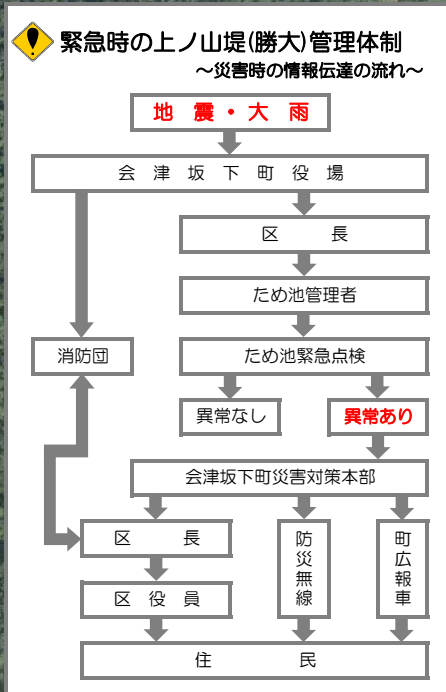 緊急時の上ノ山堤(勝大)管理体制
～災害時の情報伝達の流れ～
地震・大雨
会津坂下町役場
区長
ため池管理者
消防団
ため池緊急点検
異常なし
異常あり
会津坂下町災害対策本部
区長
防災無線
町広報車
区役員
住民